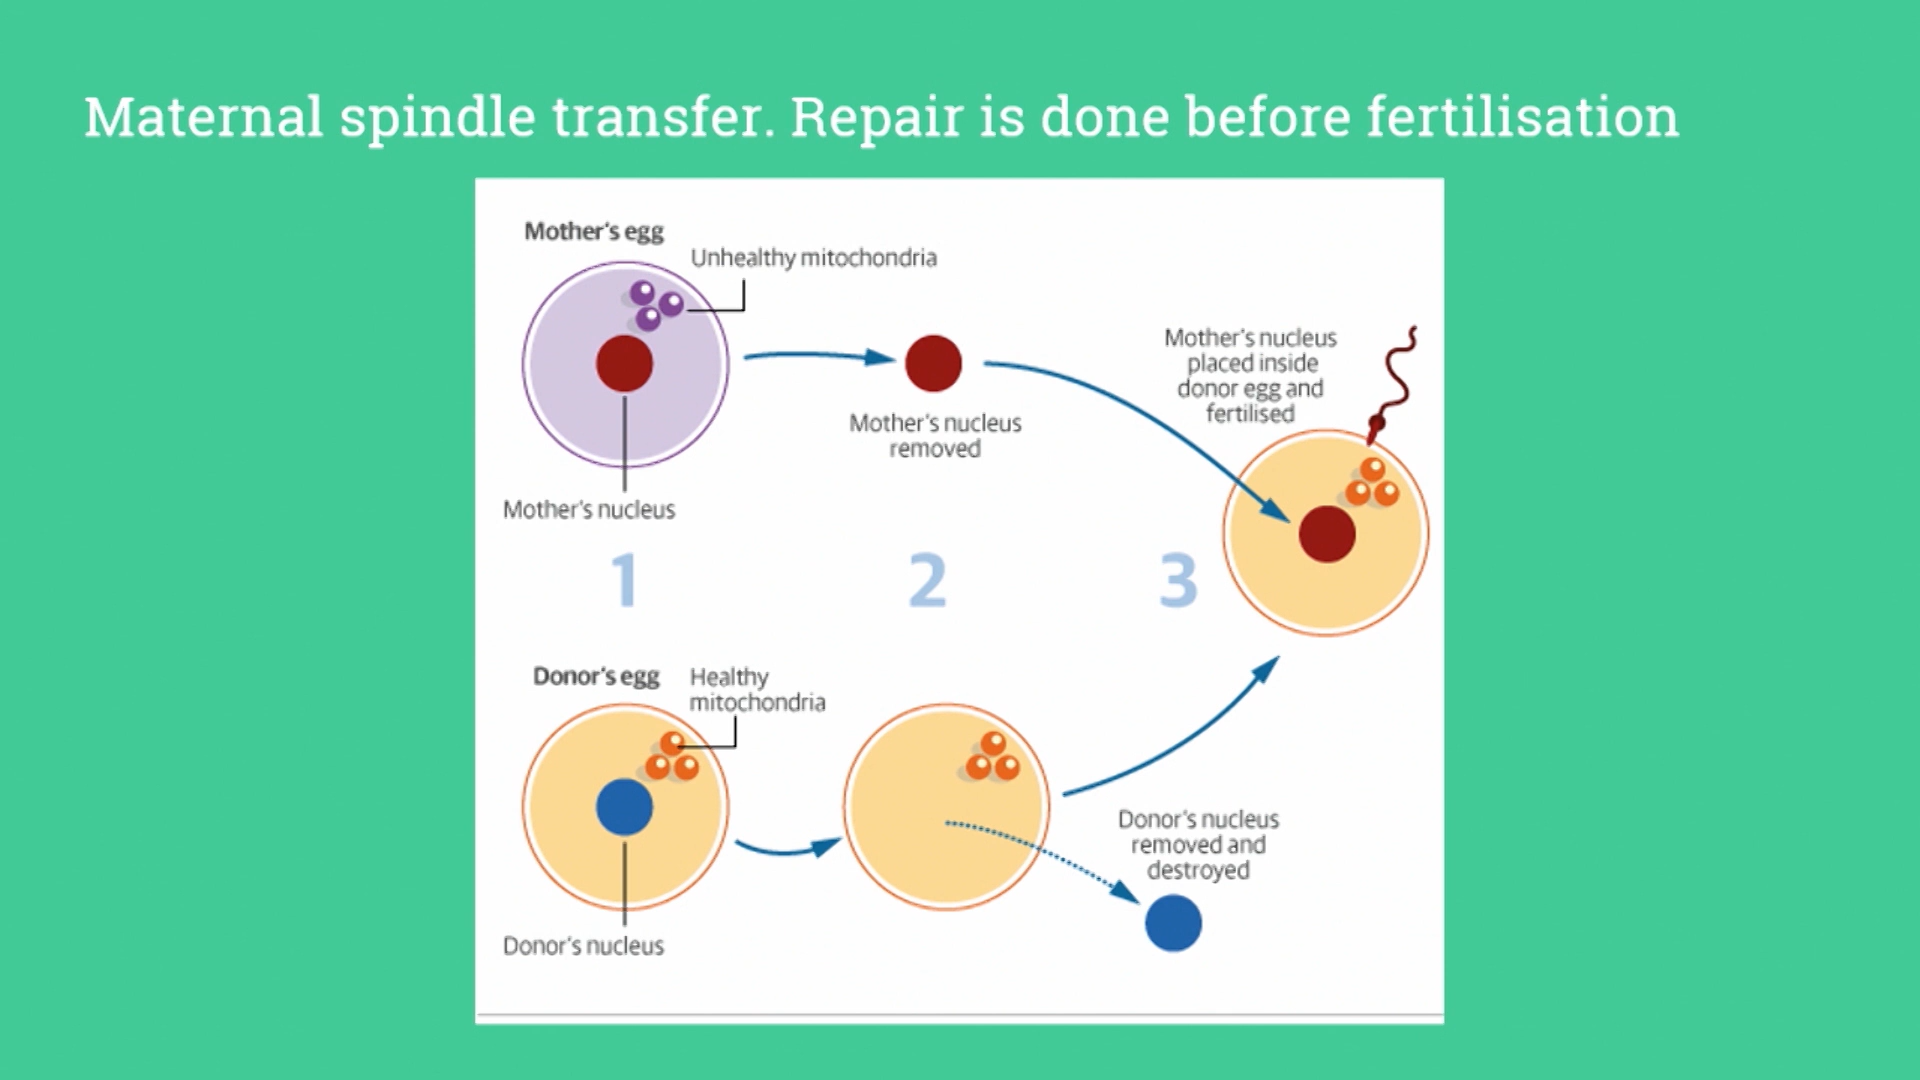 Maternal spindle transfer. Repair is done before fertilisation
Mother's egg
Unhealthy mitochondria
Mother's nucleus
Mother's nucleus
removed
Mother's nucleus
placed inside
donor egg and
fertilised
1
2
3
Donor's egg
Healthy
mitochondria
Donor's nucleus
Donor's nucleus
removed and
destroyed